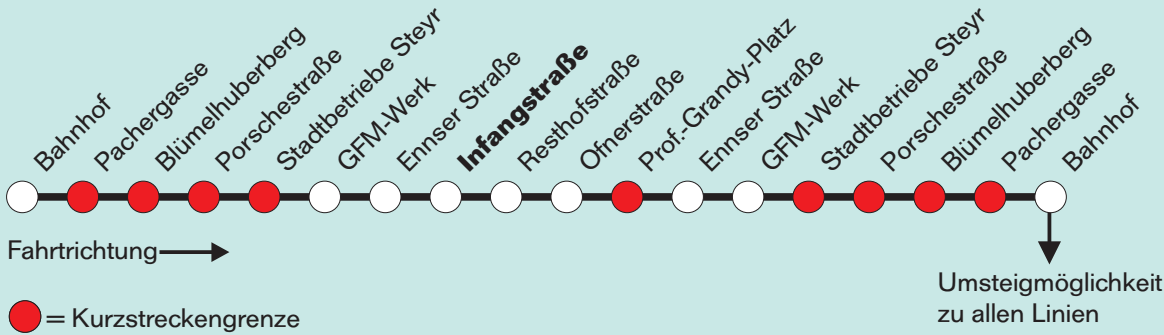 Bahnhof
Pachergasse
Blümelhuberberg
Porschestraße
Stadtbetriebe Steyr
GFM-Werk
Ennser Straße
Infangstraße
Resthofstraße
Ofnerstraße
Prof.-Grandy-Platz
Ennser Straße
GFM-Werk
Stadtbetriebe Steyr
Porschestraße
Blümelhuberberg
Pachergasse
Bahnhof
Fahrtrichtung
Umsteigmöglichkeit
zu allen Linien
= Kurzstreckengrenze